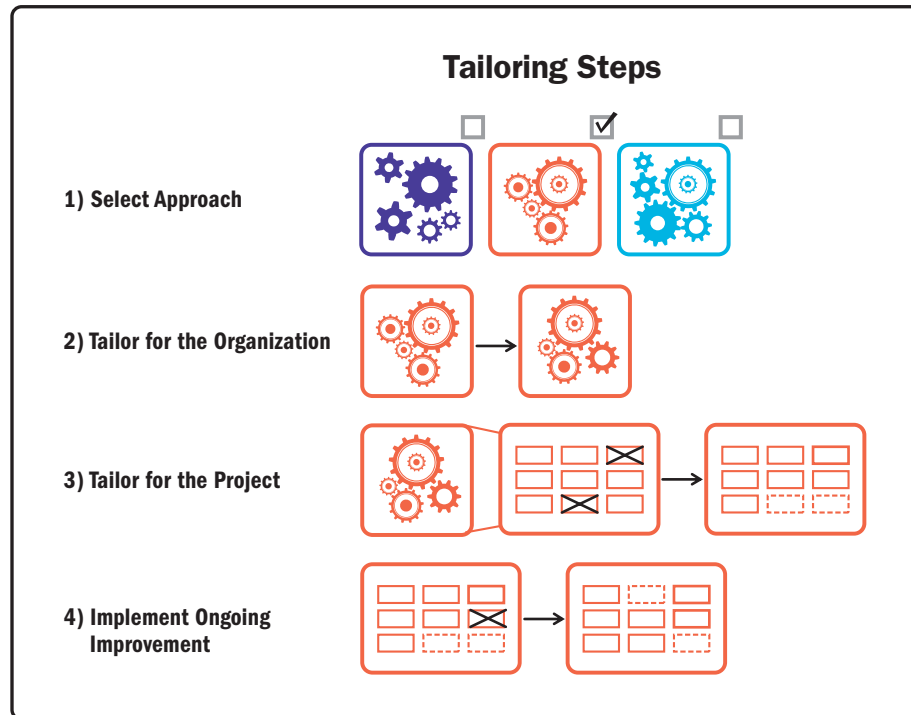 Tailoring Steps
1) Select Approach
2) Tailor for the Organization
3) Tailor for the Project
4) Implement Ongoing
Improvement